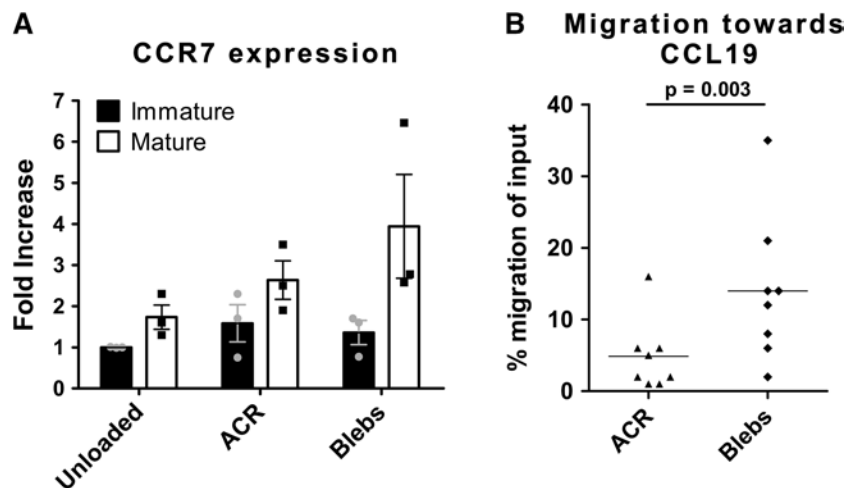 A
CCR7 expression
Fold Increase
7
6
5
4
3
2
1
0
Immature
Mature
Unloaded
ACR
Blebs
B
Migration towards
CCL19
p = 0.003
% migration of input
40
30
20
10
0
ACR
Blebs